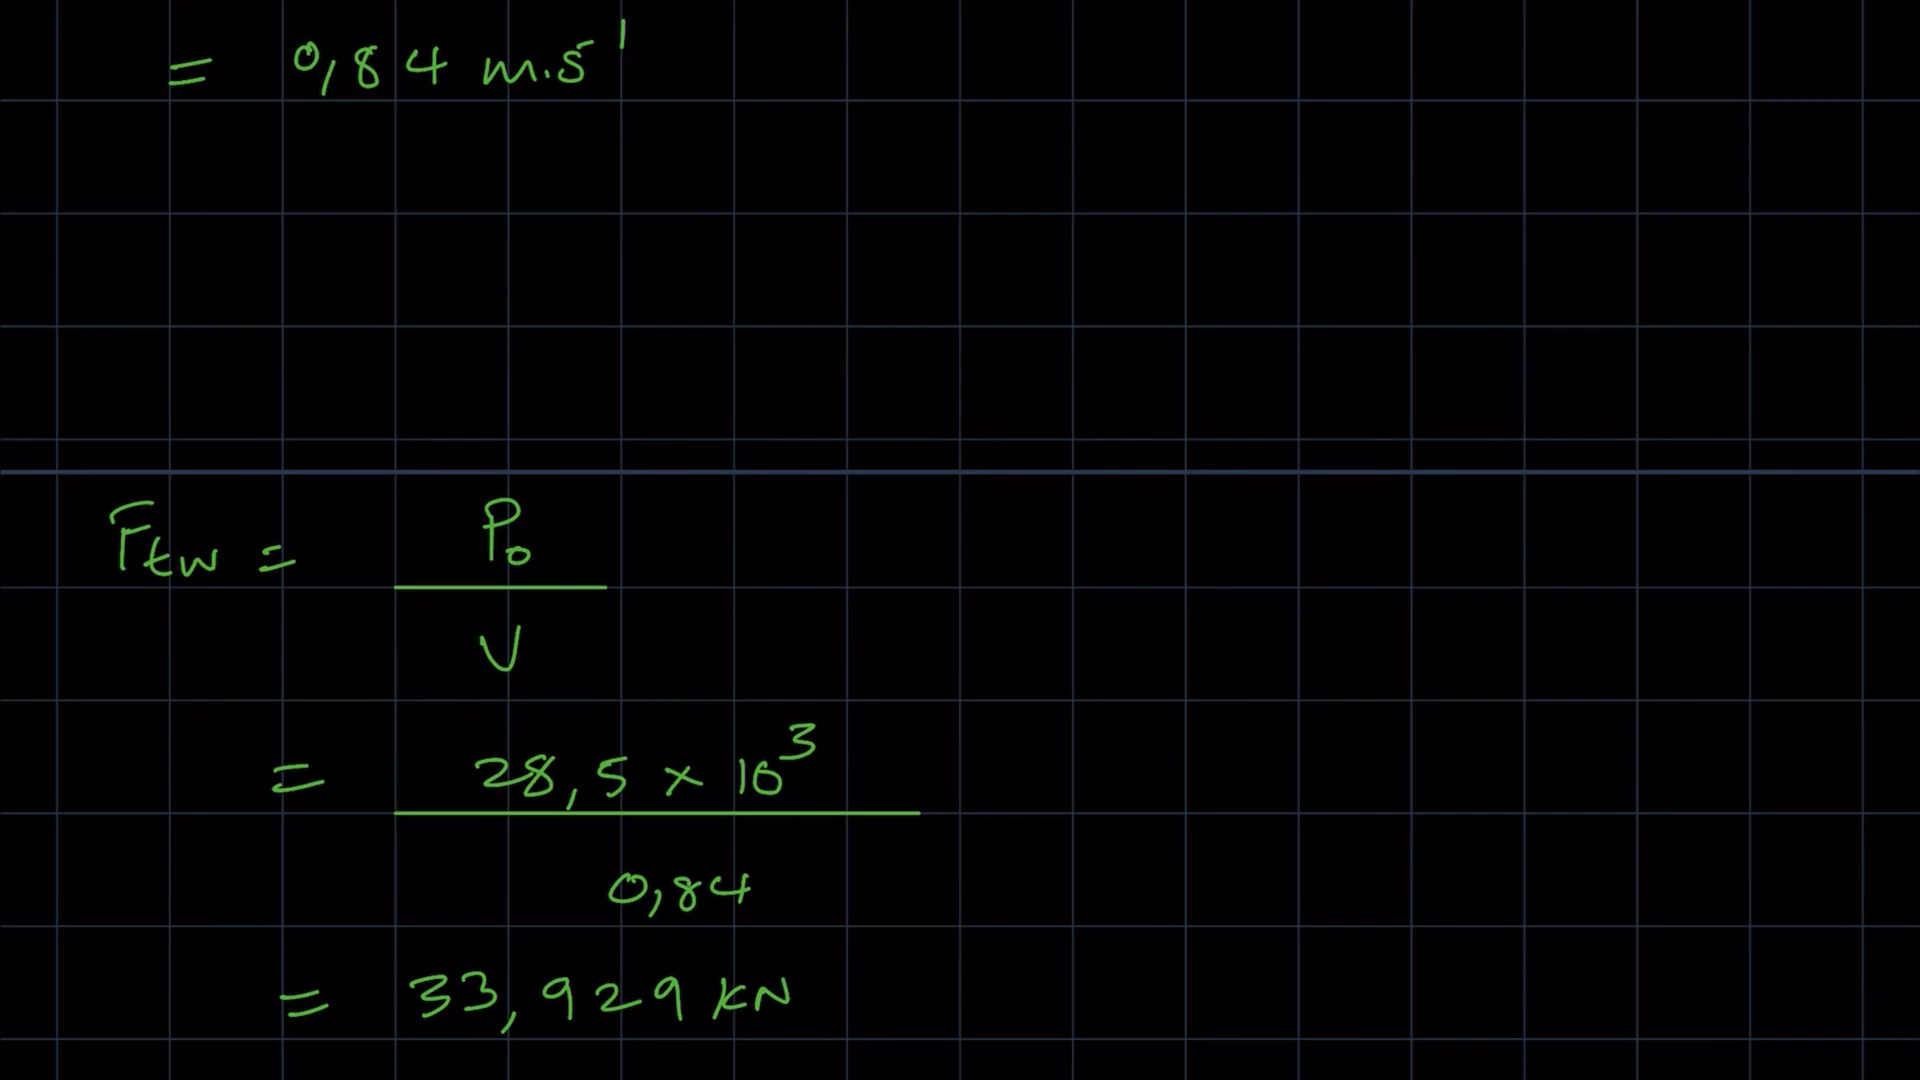 = 0,84 m.s⁻¹
Ftw = P₀ / V
= 28,5 × 10³ / 0,84
= 33,929 kN